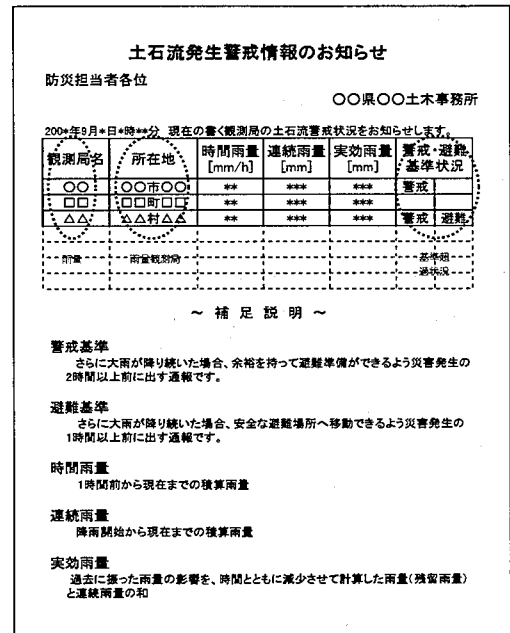 土石流発生警戒情報のお知らせ
防災担当者各位
〇〇県〇〇土木事務所
200*年9月*日*時**分 現在の書く観測局の土石流警戒状況をお知らせします。
観測局名 所在地 時間雨量 [mm/h] 連続雨量 [mm] 実効雨量 [mm] 警戒・避難基準状況
〇〇 〇〇市〇〇 ** *** *** 警戒
□□ □□町□□ ** *** ***
△△ △△村△△ ** *** *** 警戒 避難
雨量 雨量観測局 基準超過状況
～ 補足説明 ～
警戒基準
さらに大雨が降り続いた場合、余裕を持って避難準備ができるよう災害発生の
2時間以上前に出す通報です。
避難基準
さらに大雨が降り続いた場合、安全な避難場所へ移動できるよう災害発生の
1時間以上前に出す通報です。
時間雨量
1時間前から現在までの積算雨量
連続雨量
降雨開始から現在までの積算雨量
実効雨量
過去に振った雨量の影響を、時間とともに減少させて計算した雨量(残留雨量)
と連続雨量の和